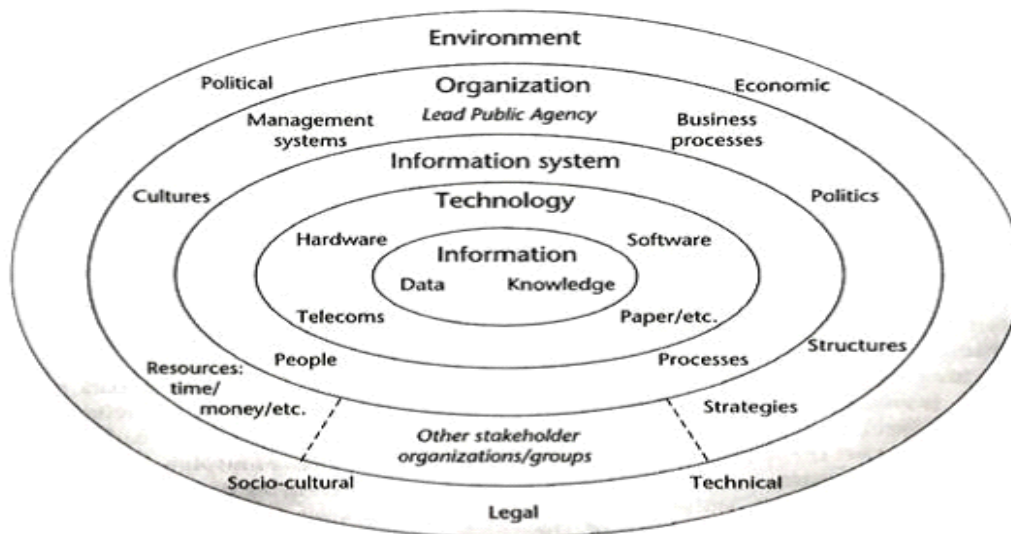 Environment
Political
Economic
Organization
Lead Public Agency
Management
systems
Business
processes
Information system
Cultures
Politics
Technology
Hardware
Software
Information
Data Knowledge
Telecoms
Paper/etc.
People
Processes
Structures
Resources:
time/
money/etc.
Strategies
Other stakeholder
organizations/groups
Socio-cultural
Technical
Legal